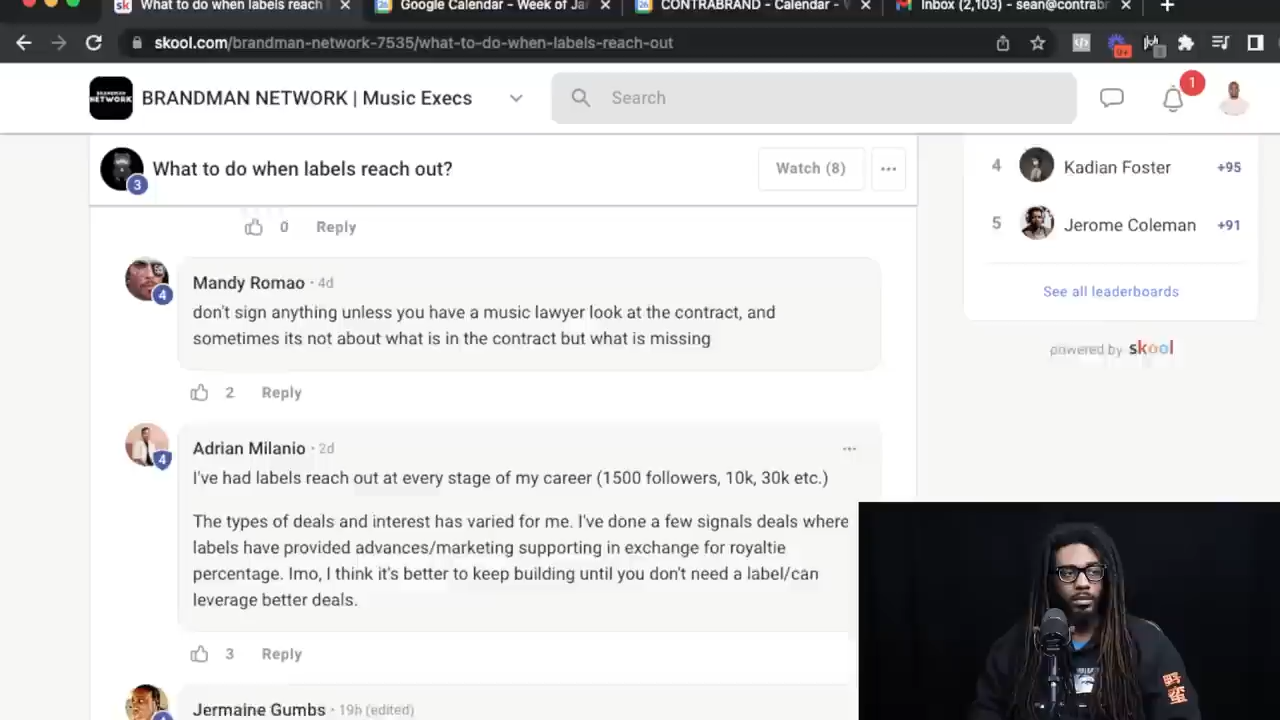 What to do when labels reach
Google Calendar - Week of Ja
CONTRABRAND - Calendar - W
Inbox (2,103) - sean@contrabr
skool.com/brandman-network-7535/what-to-do-when-labels-reach-out
BRANDMAN NETWORK | Music Execs
Search
1
What to do when labels reach out?
3
Watch (8)
4 Kadian Foster +95
5 Jerome Coleman +91
See all leaderboards
powered by skool
0 Reply
Mandy Romao · 4d
4
don't sign anything unless you have a music lawyer look at the contract, and
sometimes its not about what is in the contract but what is missing
2 Reply
Adrian Milanio · 2d
4
I've had labels reach out at every stage of my career (1500 followers, 10k, 30k etc.)
The types of deals and interest has varied for me. I've done a few signals deals where
labels have provided advances/marketing supporting in exchange for royaltie
percentage. Imo, I think it's better to keep building until you don't need a label/can
leverage better deals.
3 Reply
Jermaine Gumbs · 19h (edited)